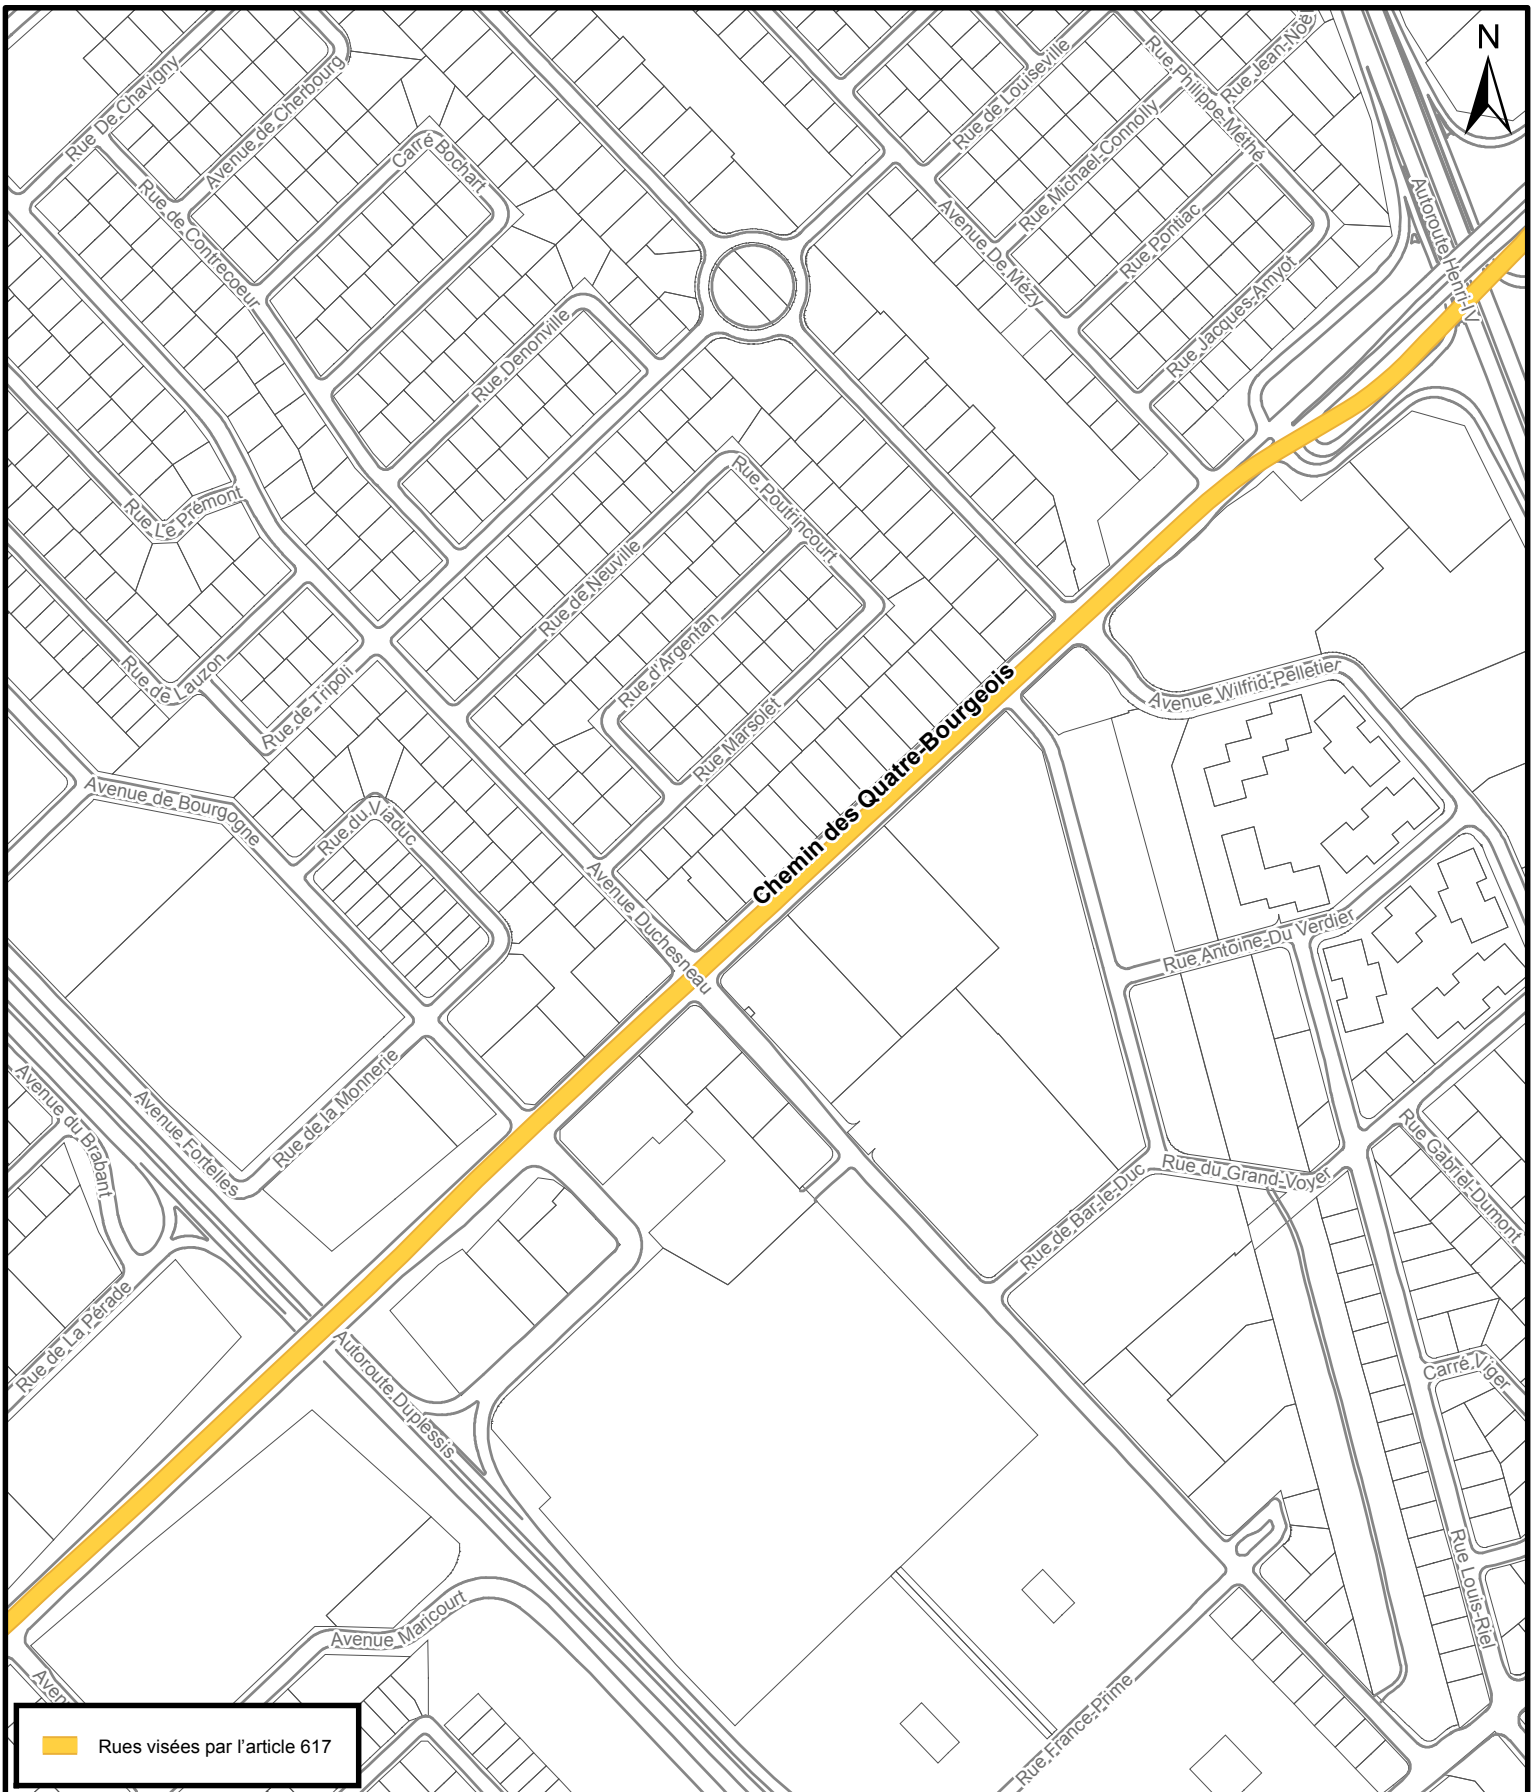 N
Rue De Chavigny
Avenue de Cherbourg
Carré Bochart
Rue de Contrecoeur
Rue Denonville
Rue de Louiseville
Rue Philippe-Méthé
Rue Jean-Noël
Rue Michael-Connolly
Avenue De Mézy
Rue Pontiac
Rue Jacques-Amyot
Autoroute Henri-IV
Rue Le Prémont
Rue Poutrincourt
Rue de Neuville
Rue d'Argentan
Rue Marsolet
Rue de Lauzon
Rue de Tripoli
Chemin des Quatre-Bourgeois
Avenue Wilfrid-Pelletier
Avenue de Bourgogne
Rue du Viaduc
Avenue Duchesneau
Rue Antoine-Du Verdier
Avenue du Brabant
Avenue Fortelles
Rue de la Monnerie
Rue de Bar-le-Duc
Rue du Grand-Voyer
Rue Gabriel-Dumont
Rue de La Pérade
Autoroute Duplessis
Carré Viger
Rue Louis-Riel
Avenue Maricourt
Rue France-Prime
Rues visées par l'article 617